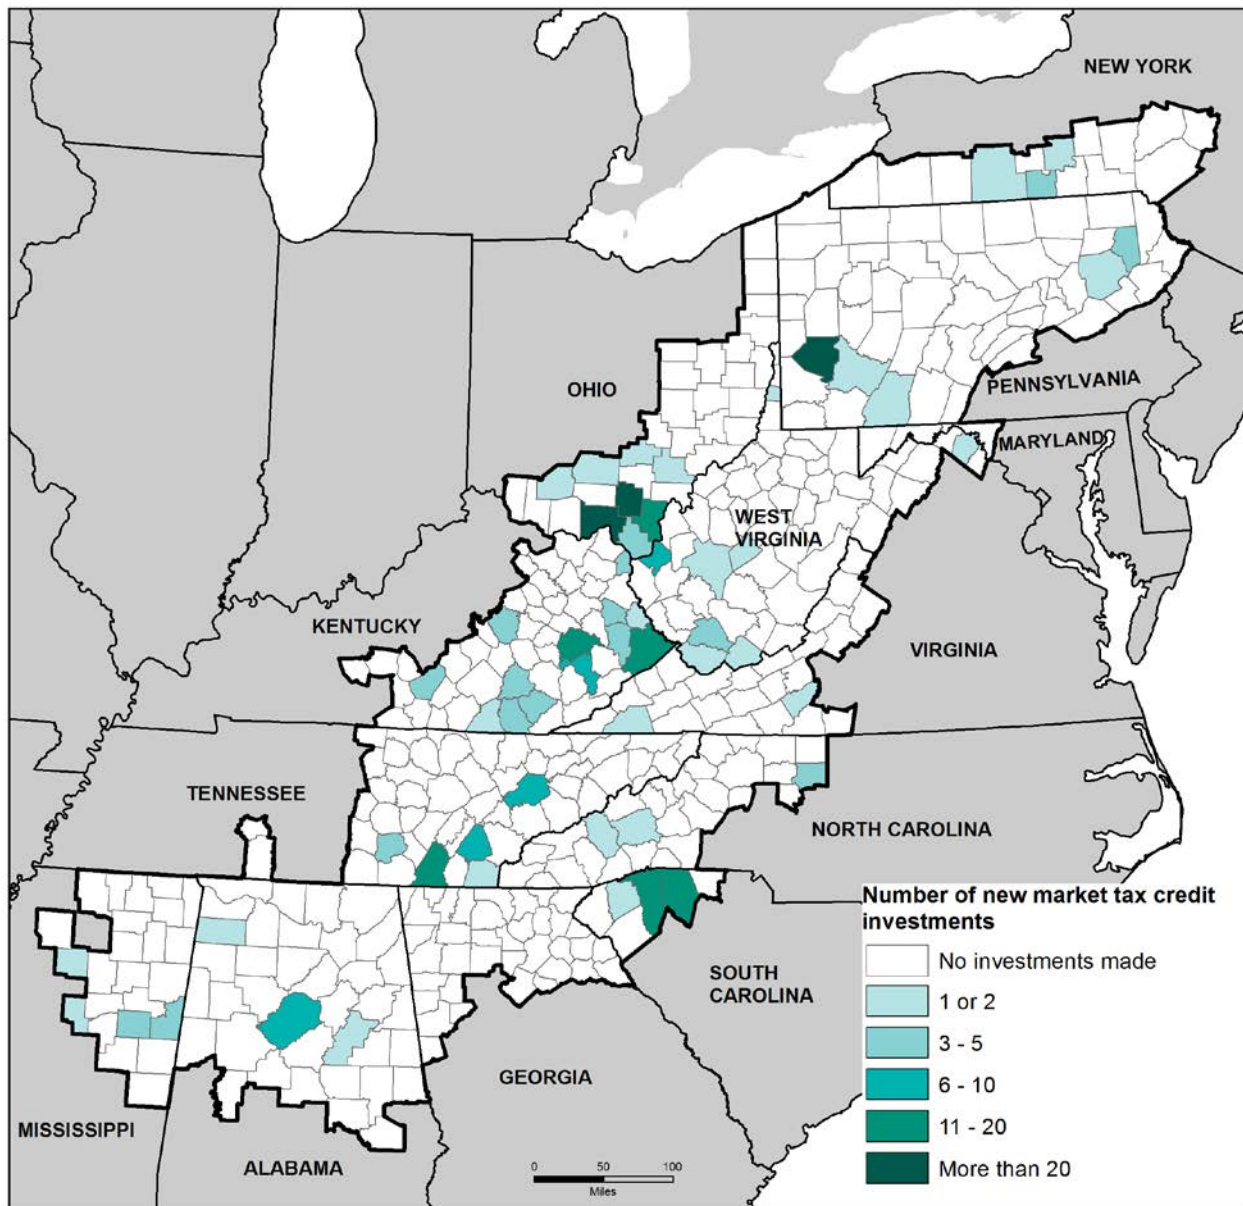 NEW YORK
OHIO
PENNSYLVANIA
MARYLAND
WEST
VIRGINIA
KENTUCKY
VIRGINIA
TENNESSEE
NORTH CAROLINA
Number of new market tax credit
investments
No investments made
1 or 2
3 - 5
6 - 10
11 - 20
More than 20
SOUTH
CAROLINA
GEORGIA
MISSISSIPPI
ALABAMA
0 50 100
Miles